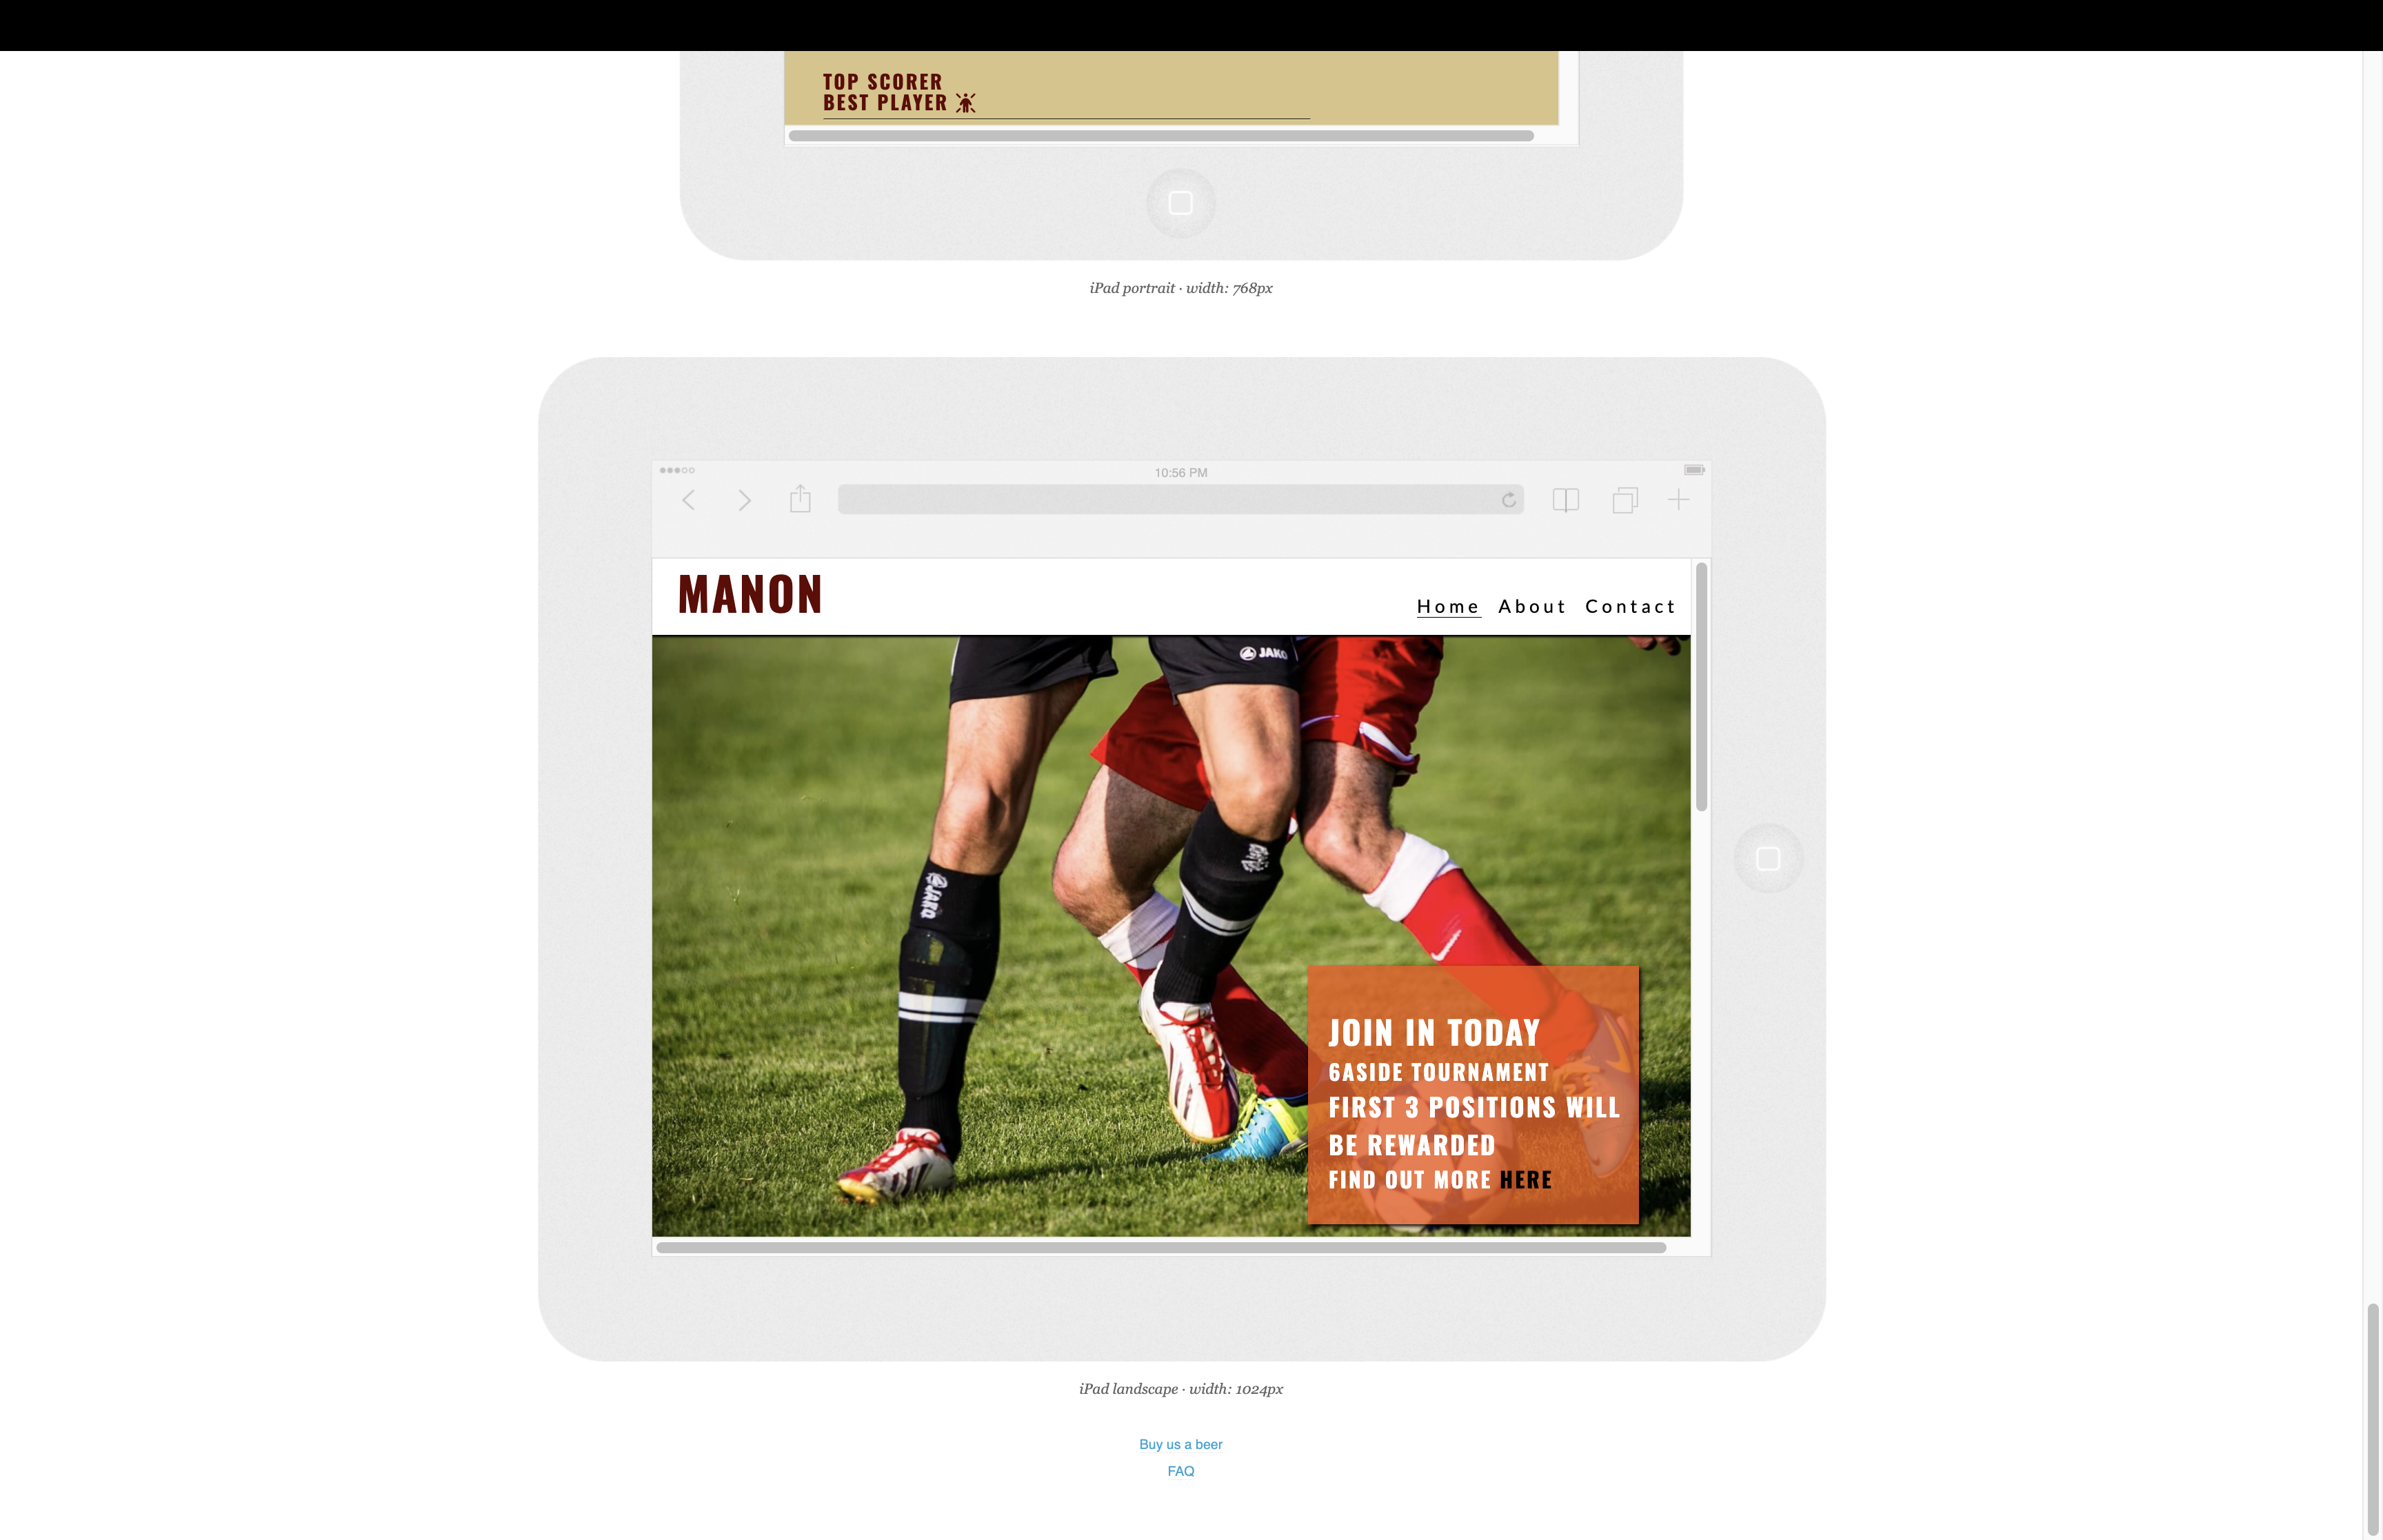 TOP SCORER
BEST PLAYER
iPad portrait · width: 768px
10:56 PM
MANON
Home About Contact
JAKO
JAKO
JOIN IN TODAY
6ASIDE TOURNAMENT
FIRST 3 POSITIONS WILL
BE REWARDED
FIND OUT MORE HERE
iPad landscape · width: 1024px
Buy us a beer
FAQ